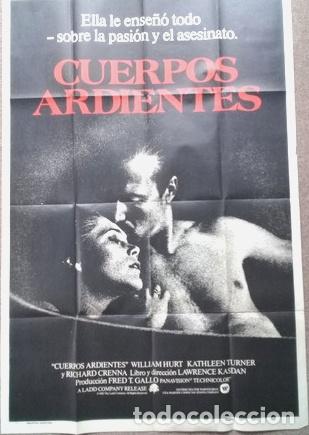 Ella le enseñó todo
- sobre la pasión y el asesinato.
CUERPOS
ARDIENTES
"CUERPOS ARDIENTES" WILLIAM HURT KATHLEEN TURNER
y RICHARD CRENNA Libro y dirección LAWRENCE KASDAN
Producción FRED T. GALLO PANAVISION® TECHNICOLOR®
A LADD COMPANY RELEASE
todocoleccion.net